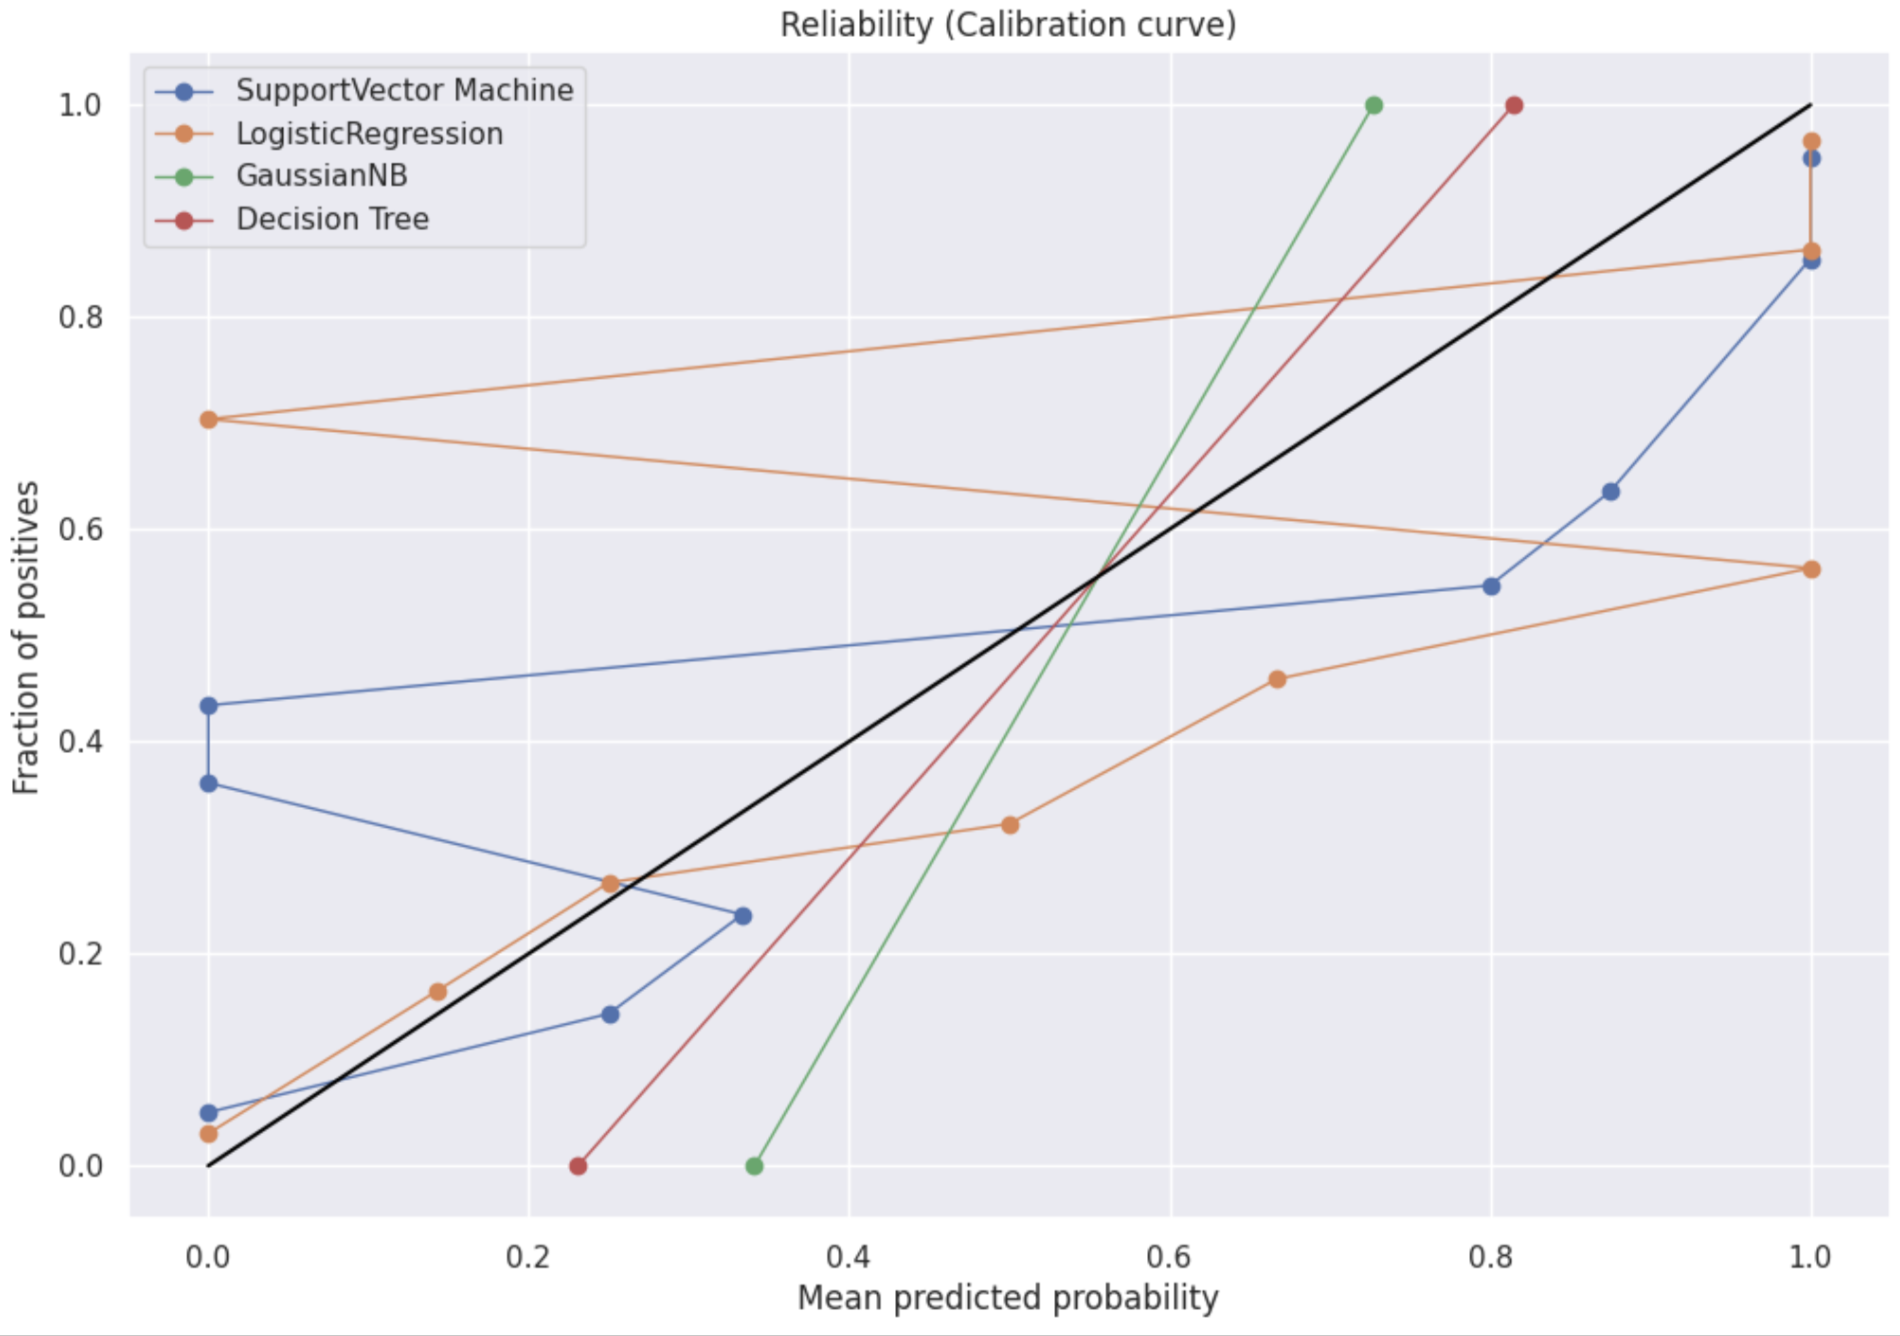 Reliability (Calibration curve)
SupportVector Machine
LogisticRegression
GaussianNB
Decision Tree
1.0
0.8
0.6
0.4
0.2
0.0
Fraction of positives
0.0 0.2 0.4 0.6 0.8 1.0
Mean predicted probability